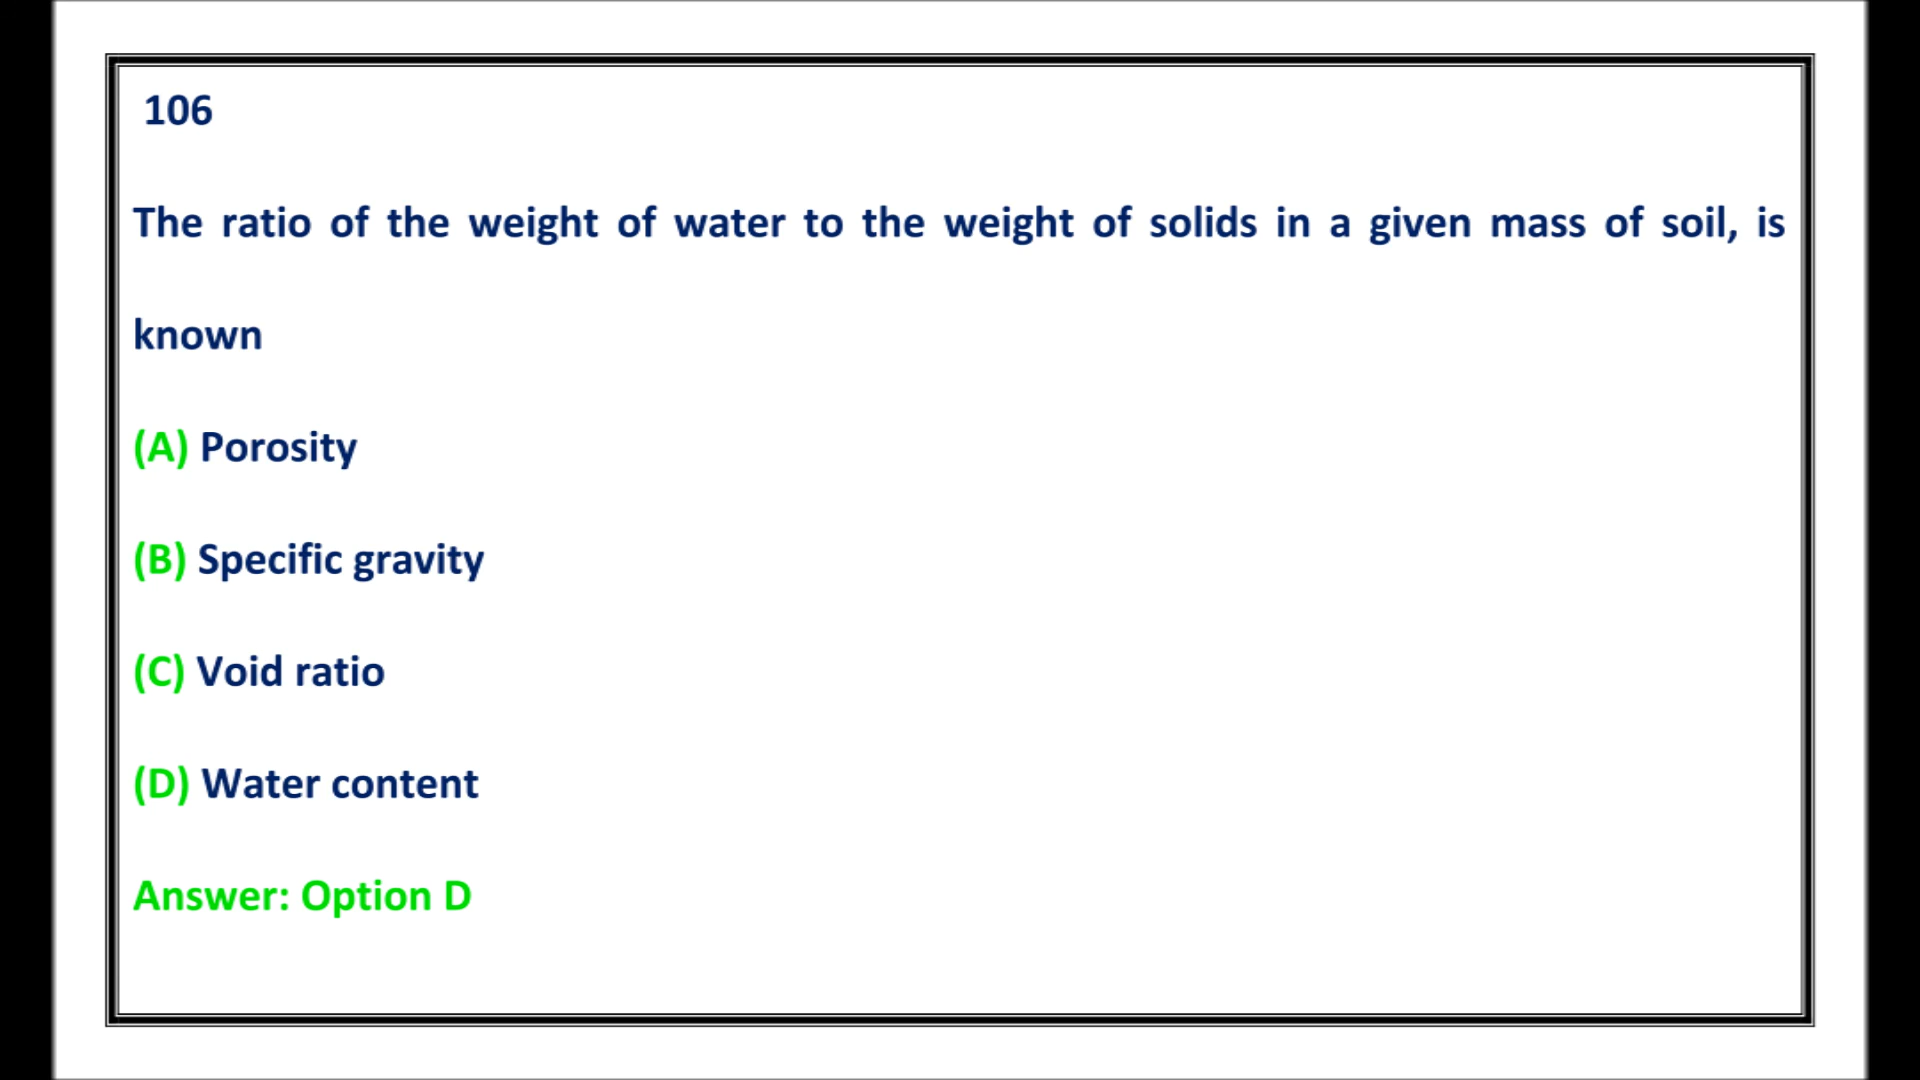 106
The ratio of the weight of water to the weight of solids in a given mass of soil, is
known
(A) Porosity
(B) Specific gravity
(C) Void ratio
(D) Water content
Answer: Option D